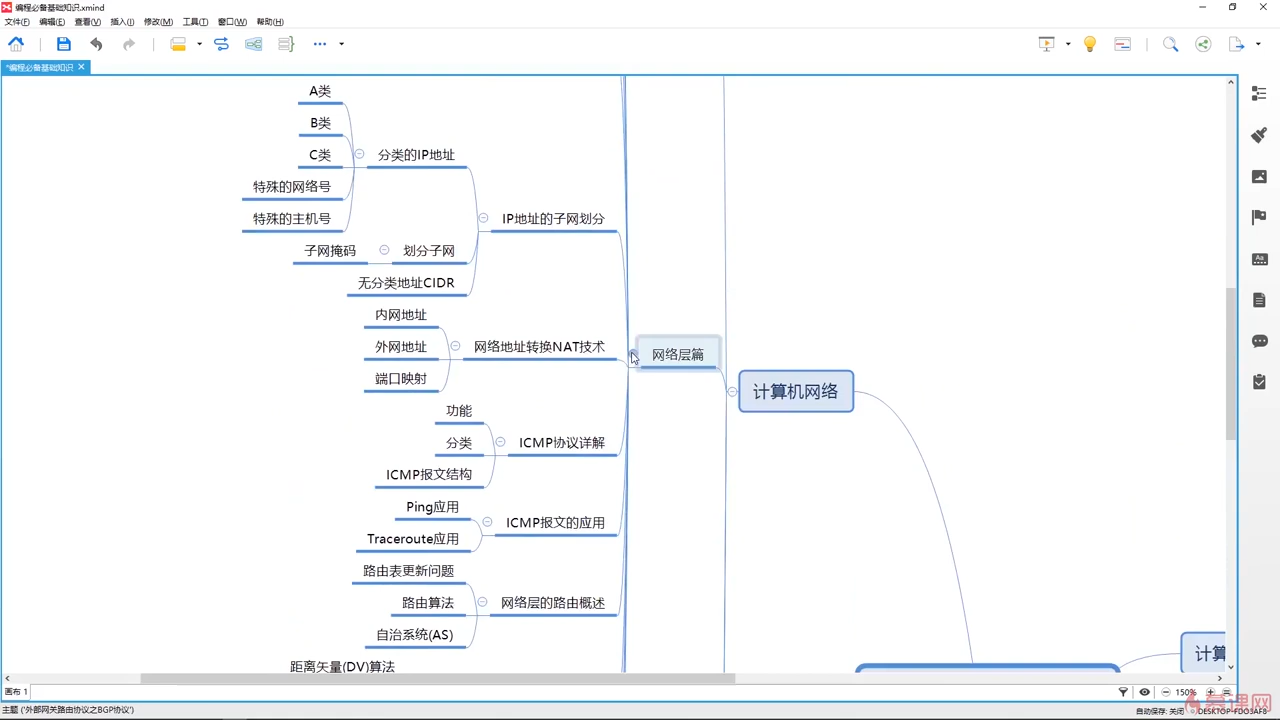 编程必备基础知识.xmind
文件(F) 编辑(E) 查看(V) 插入(I) 修改(M) 工具(T) 窗口(W) 帮助(H)
*编程必备基础知识
A类
B类
C类
特殊的网络号
特殊的主机号
分类的IP地址
子网掩码
划分子网
无分类地址CIDR
IP地址的子网划分
内网地址
外网地址
端口映射
网络地址转换NAT技术
功能
分类
ICMP报文结构
ICMP协议详解
Ping应用
Traceroute应用
ICMP报文的应用
路由表更新问题
路由算法
自治系统(AS)
网络层的路由概述
距离矢量(DV)算法
网络层篇
计算机网络
计算
画布 1
150%
主题 ('外部网关路由协议之BGP协议')
自动保存: 关闭
DESKTOP-FDO3AF8
慕课网